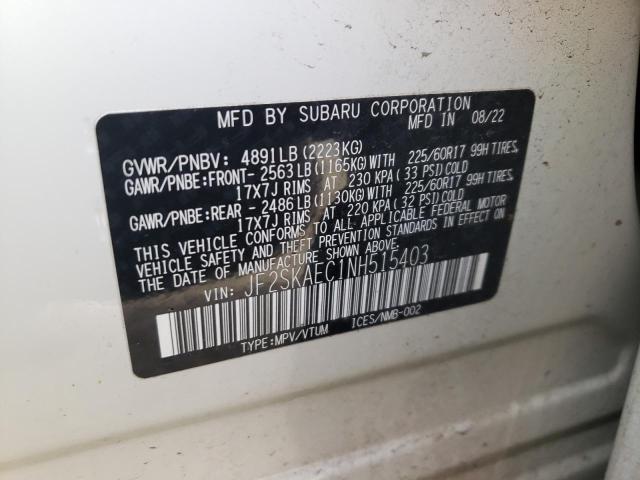 MFD BY SUBARU CORPORATION
MFD IN 08/22
GVWR/PNBV: 4891LB (2223KG)
GAWR/PNBE:FRONT- 2563LB (1165KG)WITH 225/60R17 99H TIRES,
17X7J RIMS AT 230 KPA ( 33 PSI)COLD
GAWR/PNBE:REAR - 2486LB (1130KG)WITH 225/60R17 99H TIRES,
17X7J RIMS AT 220 KPA ( 32 PSI)COLD
THIS VEHICLE CONFORMS TO ALL APPLICABLE FEDERAL MOTOR
VEHICLE SAFETY AND THEFT PREVENTION STANDARDS IN EFFECT ON
THE DATE OF MANUFACTURE SHOWN ABOVE.
VIN: JF2SKAEC1NH515403
TYPE:MPV/VTUM ICES/NMB-002